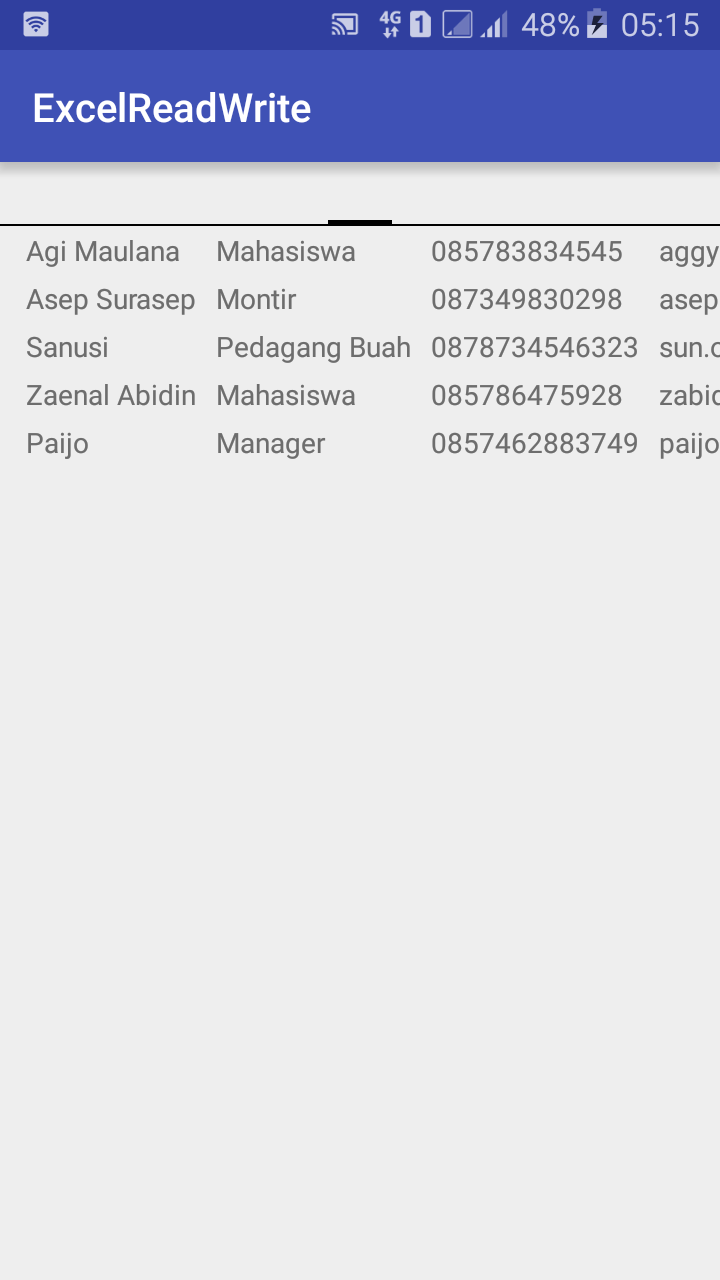 4G 1 48% 05:15
ExcelReadWrite
Agi Maulana Mahasiswa 085783834545 aggy
Asep Surasep Montir 087349830298 asep
Sanusi Pedagang Buah 0878734546323 sun.c
Zaenal Abidin Mahasiswa 085786475928 zabid
Paijo Manager 0857462883749 paijo